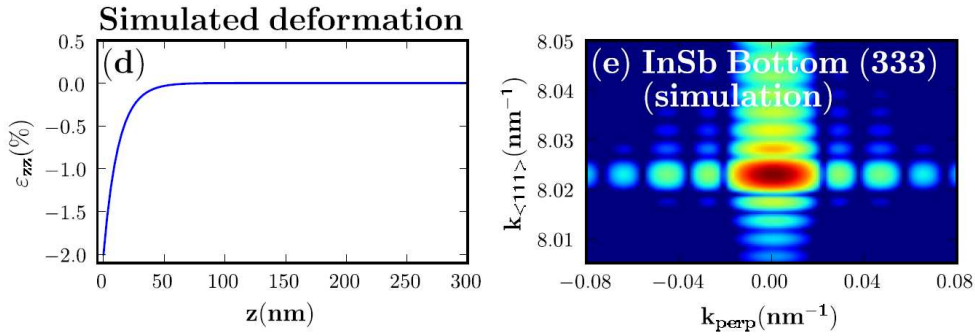 Simulated deformation
(d)
0.5
0.0
−0.5
−1.0
−1.5
−2.0
εzz(%)
0 50 100 150 200 250 300
z(nm)
(e) InSb Bottom (333)
(simulation)
8.05
8.04
8.03
8.02
8.01
k<111>(nm−1)
−0.08 −0.04 0.00 0.04 0.08
kperp(nm−1)